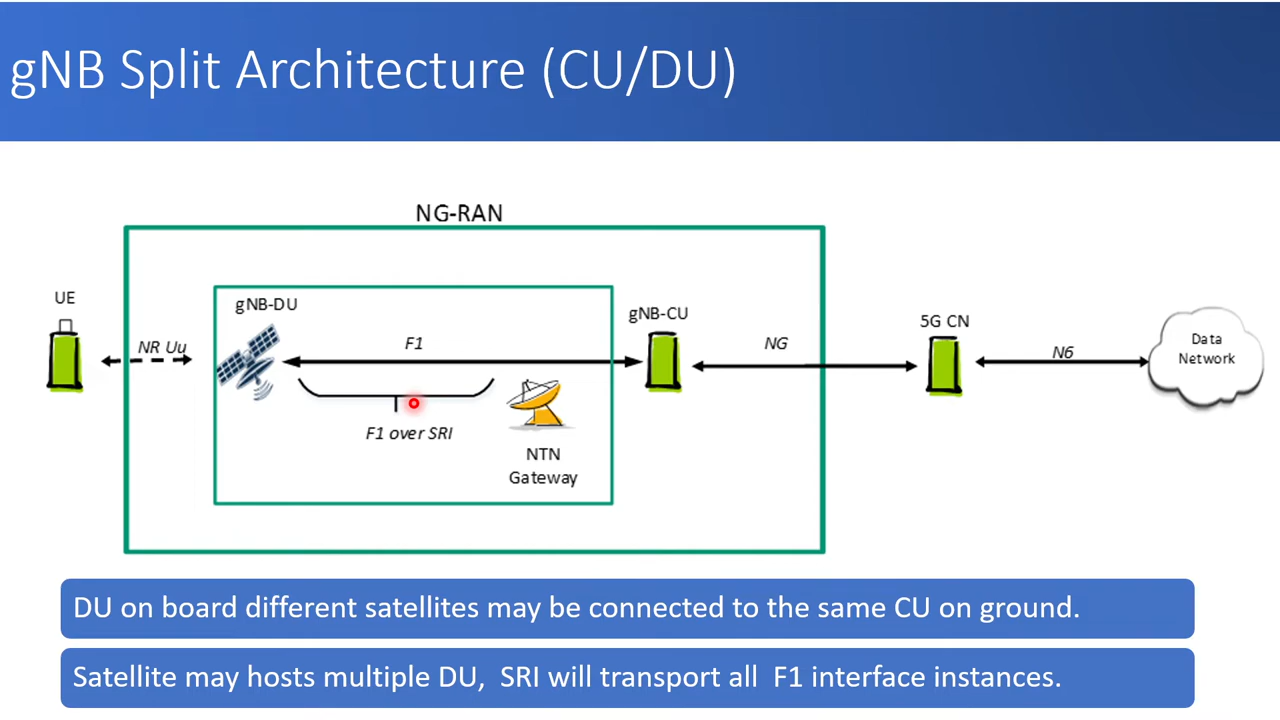 gNB Split Architecture (CU/DU)
NG-RAN
UE
NR Uu
gNB-DU
F1
F1 over SRI
NTN
Gateway
gNB-CU
NG
5G CN
N6
Data
Network
DU on board different satellites may be connected to the same CU on ground.
Satellite may hosts multiple DU, SRI will transport all F1 interface instances.